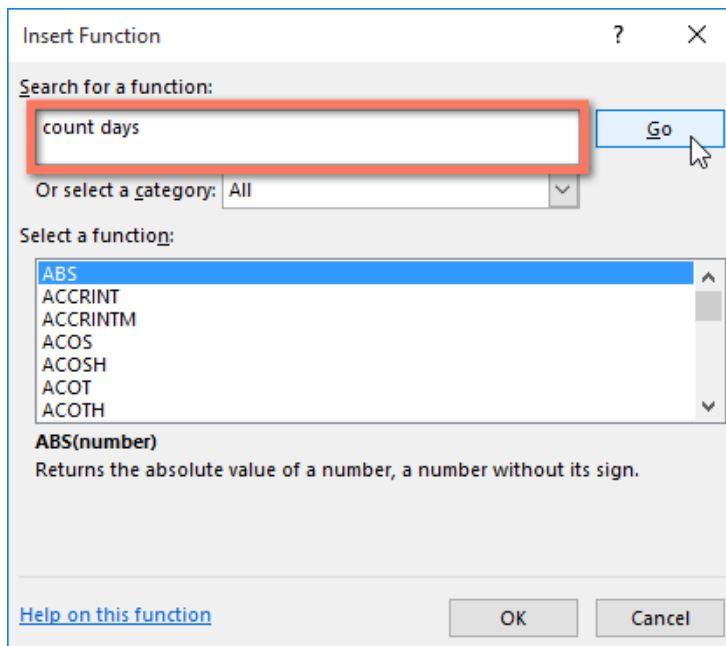 Insert Function ?
Search for a function:
count days
Go
Or select a category: All
Select a function:
ABS
ACCRINT
ACCRINTM
ACOS
ACOSH
ACOT
ACOTH
ABS(number)
Returns the absolute value of a number, a number without its sign.
Help on this function OK Cancel